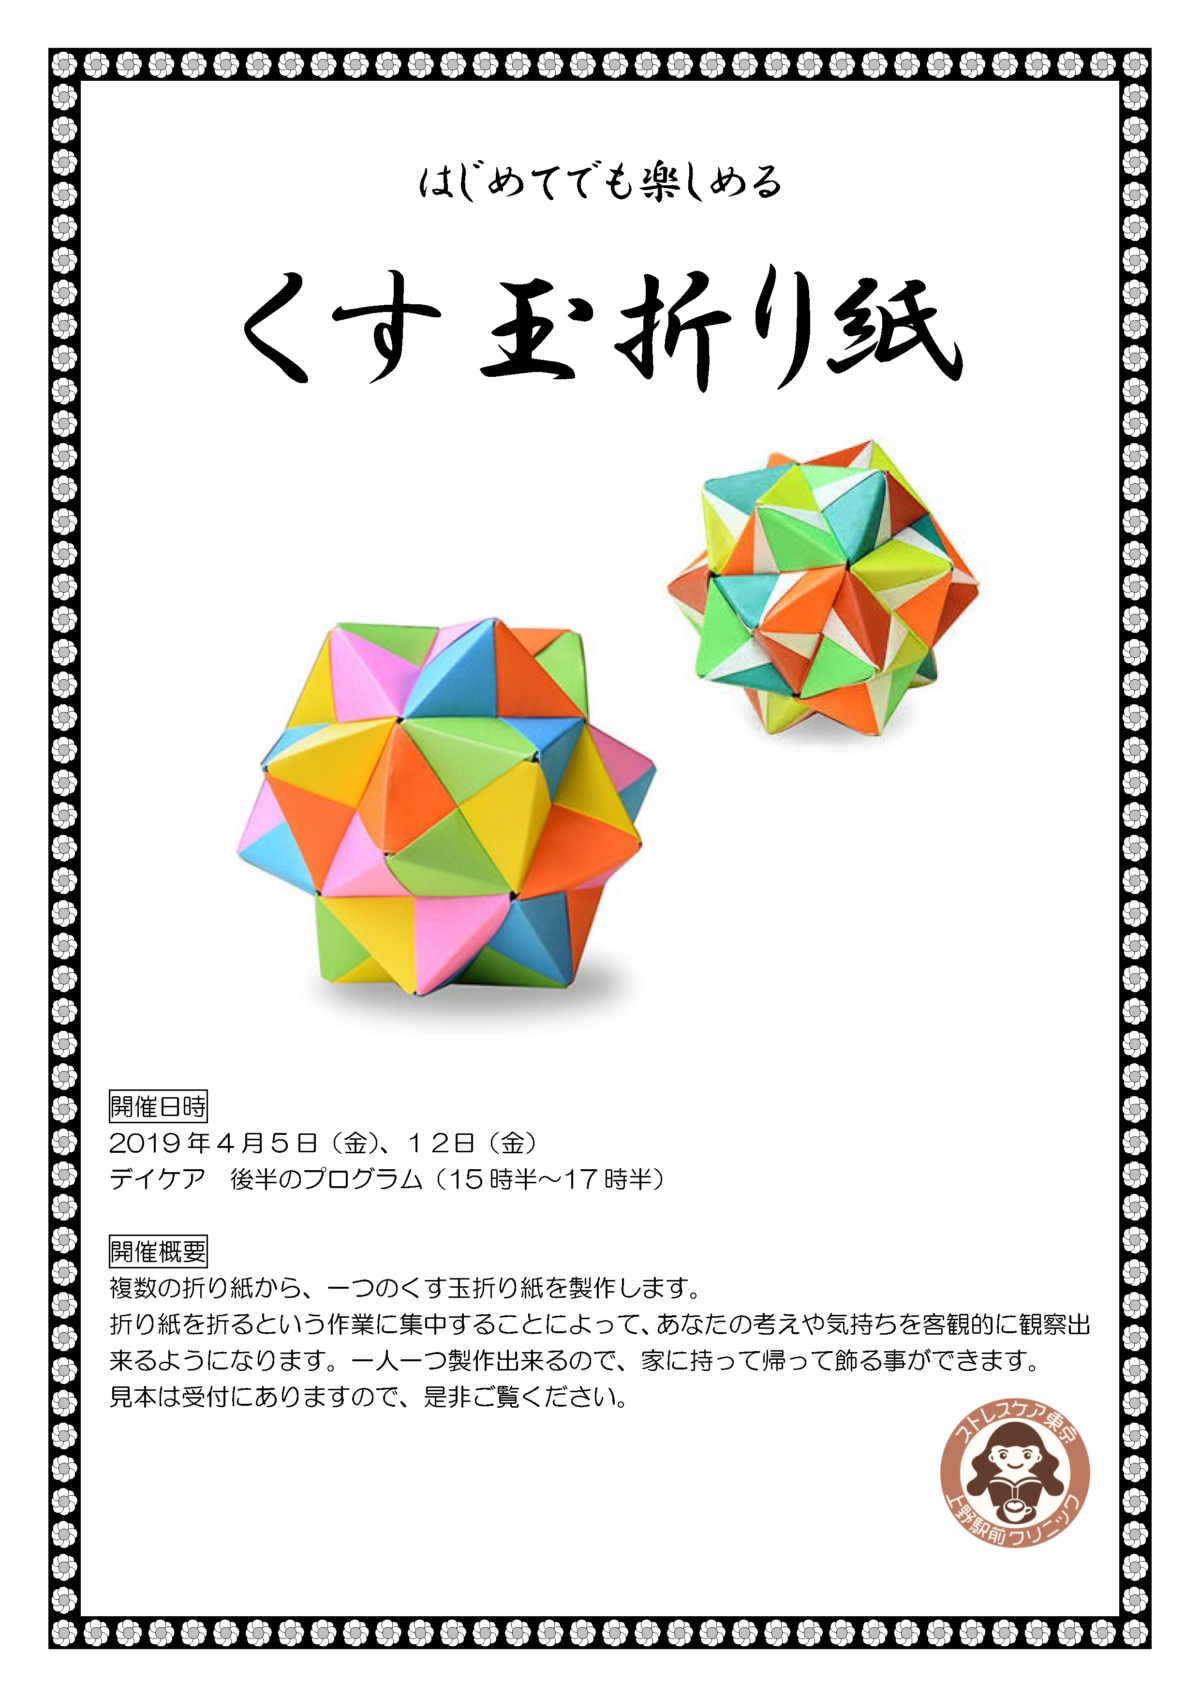 はじめてでも楽しめる
くす玉折り紙
開催日時
2019年4月5日（金）、12日（金）
デイケア　後半のプログラム（15時半～17時半）
開催概要
複数の折り紙から、一つのくす玉折り紙を製作します。
折り紙を折るという作業に集中することによって、あなたの考えや気持ちを客観的に観察出
来るようになります。一人一つ製作出来るので、家に持って帰って飾る事ができます。
見本は受付にありますので、是非ご覧ください。
ストレスケア東京
上野駅前クリニック